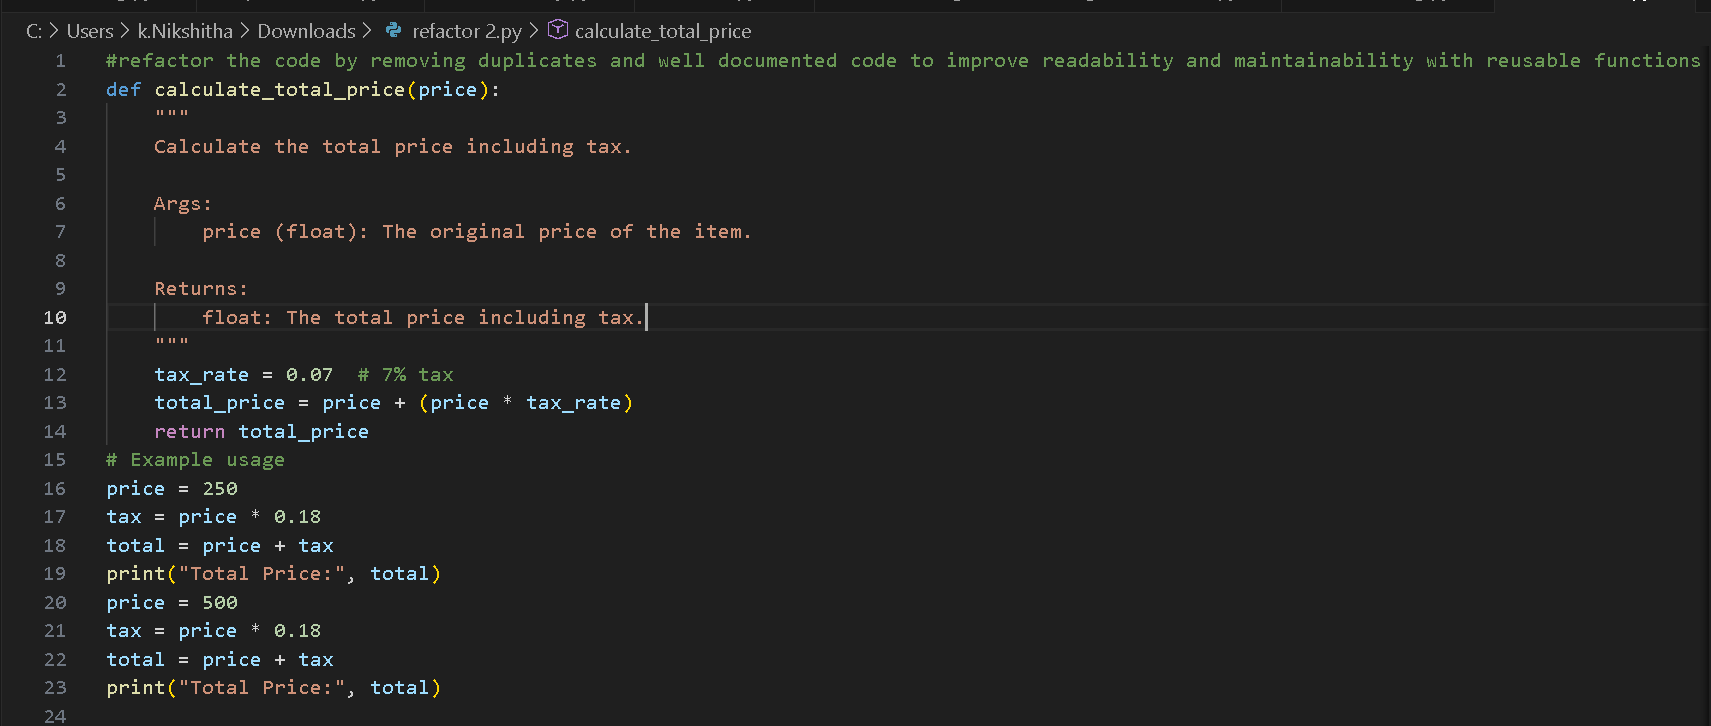 C: > Users > k.Nikshitha > Downloads > refactor 2.py > calculate_total_price
1 #refactor the code by removing duplicates and well documented code to improve readability and maintainability with reusable functions
2 def calculate_total_price(price):
3     """
4     Calculate the total price including tax.
5
6     Args:
7         price (float): The original price of the item.
8
9     Returns:
10         float: The total price including tax.
11     """
12     tax_rate = 0.07  # 7% tax
13     total_price = price + (price * tax_rate)
14     return total_price
15 # Example usage
16 price = 250
17 tax = price * 0.18
18 total = price + tax
19 print("Total Price:", total)
20 price = 500
21 tax = price * 0.18
22 total = price + tax
23 print("Total Price:", total)
24